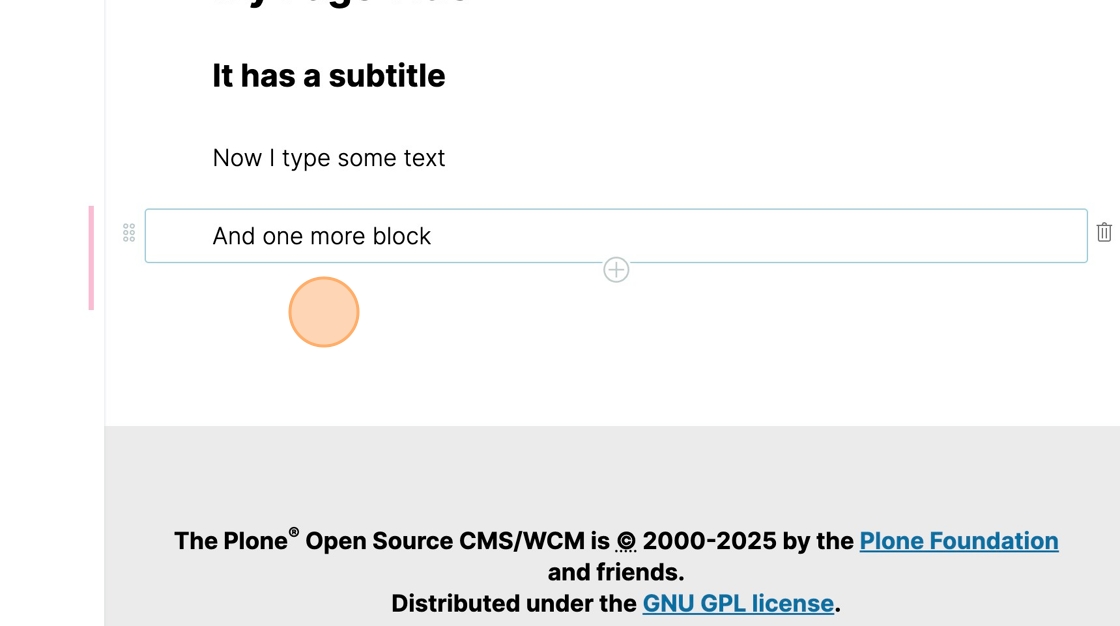 It has a subtitle
Now I type some text
And one more block
The Plone® Open Source CMS/WCM is © 2000-2025 by the Plone Foundation
and friends.
Distributed under the GNU GPL license.